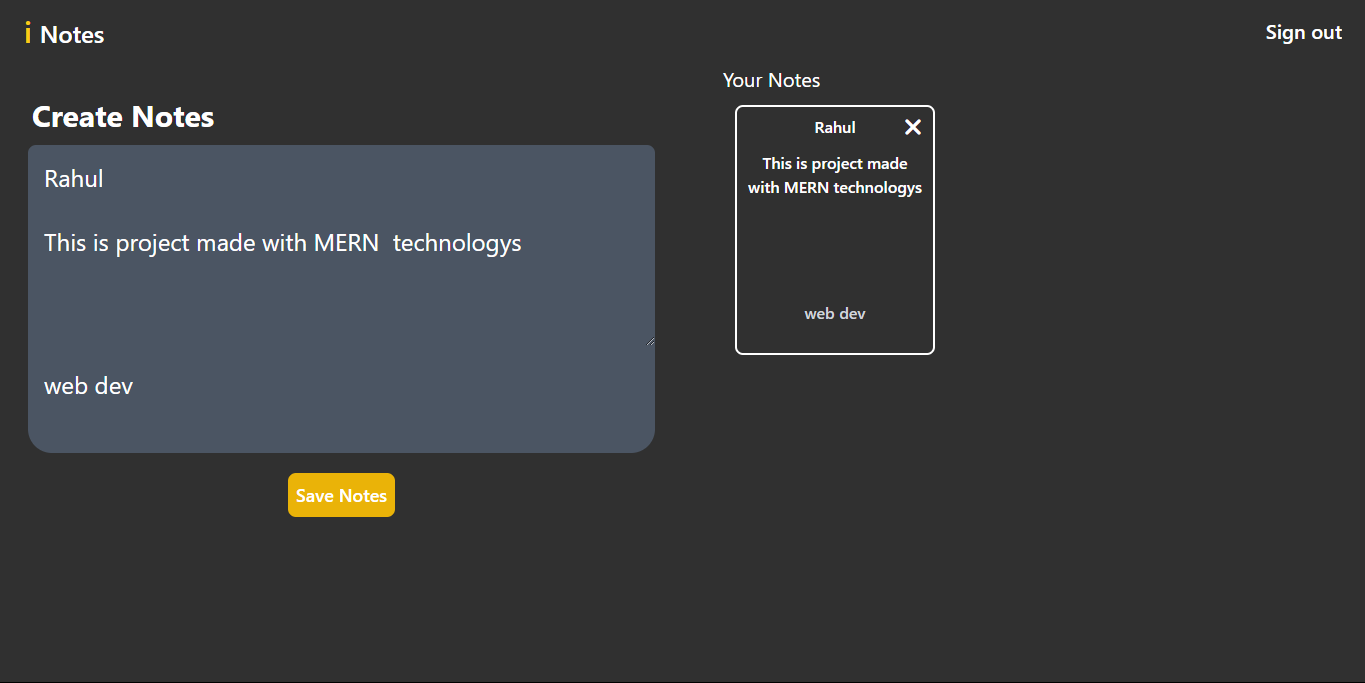 i Notes
Sign out
Create Notes
Rahul
This is project made with MERN  technologys
web dev
Save Notes
Your Notes
Rahul
This is project made
with MERN technologys
web dev